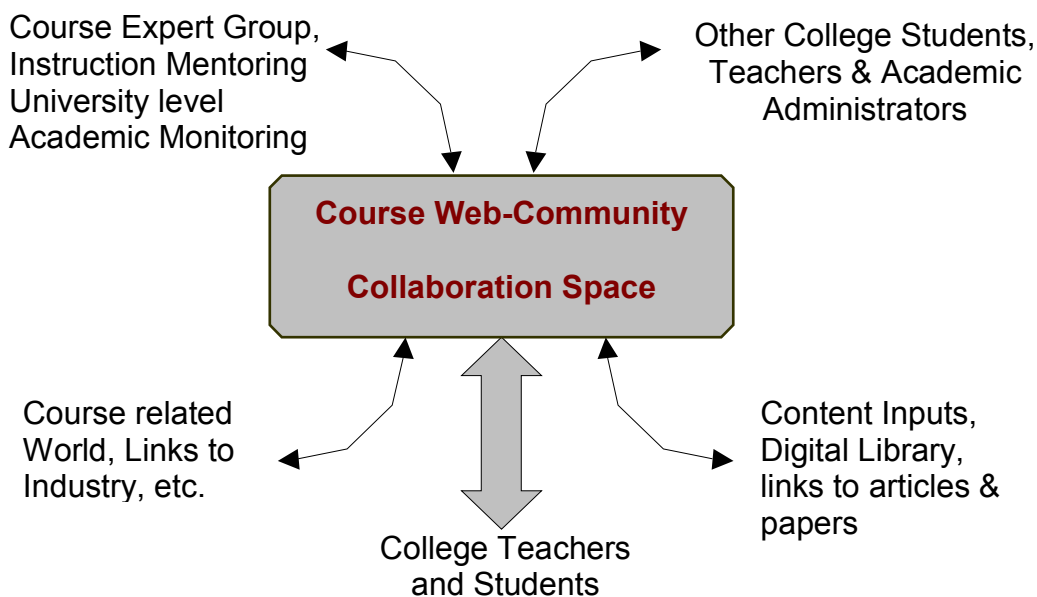 Course Expert Group,
Instruction Mentoring
University level
Academic Monitoring
Other College Students,
Teachers & Academic
Administrators
Course Web-Community
Collaboration Space
Course related
World, Links to
Industry, etc.
Content Inputs,
Digital Library,
links to articles &
papers
College Teachers
and Students